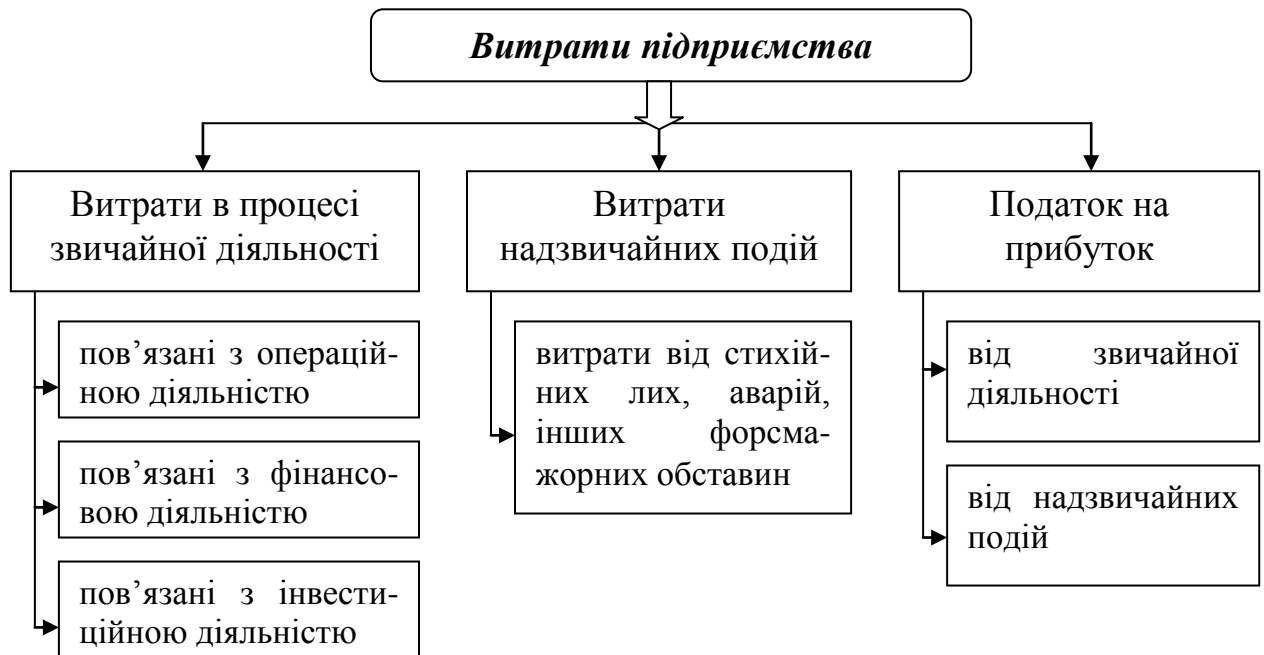 Витрати підприємства
Витрати в процесі
звичайної діяльності
пов’язані з операцій-
ною діяльністю
пов’язані з фінансо-
вою діяльністю
пов’язані з інвести-
ційною діяльністю
Витрати
надзвичайних подій
витрати від стихій-
них лих, аварій,
інших форсма-
жорних обставин
Податок на
прибуток
від звичайної
діяльності
від надзвичайних
подій